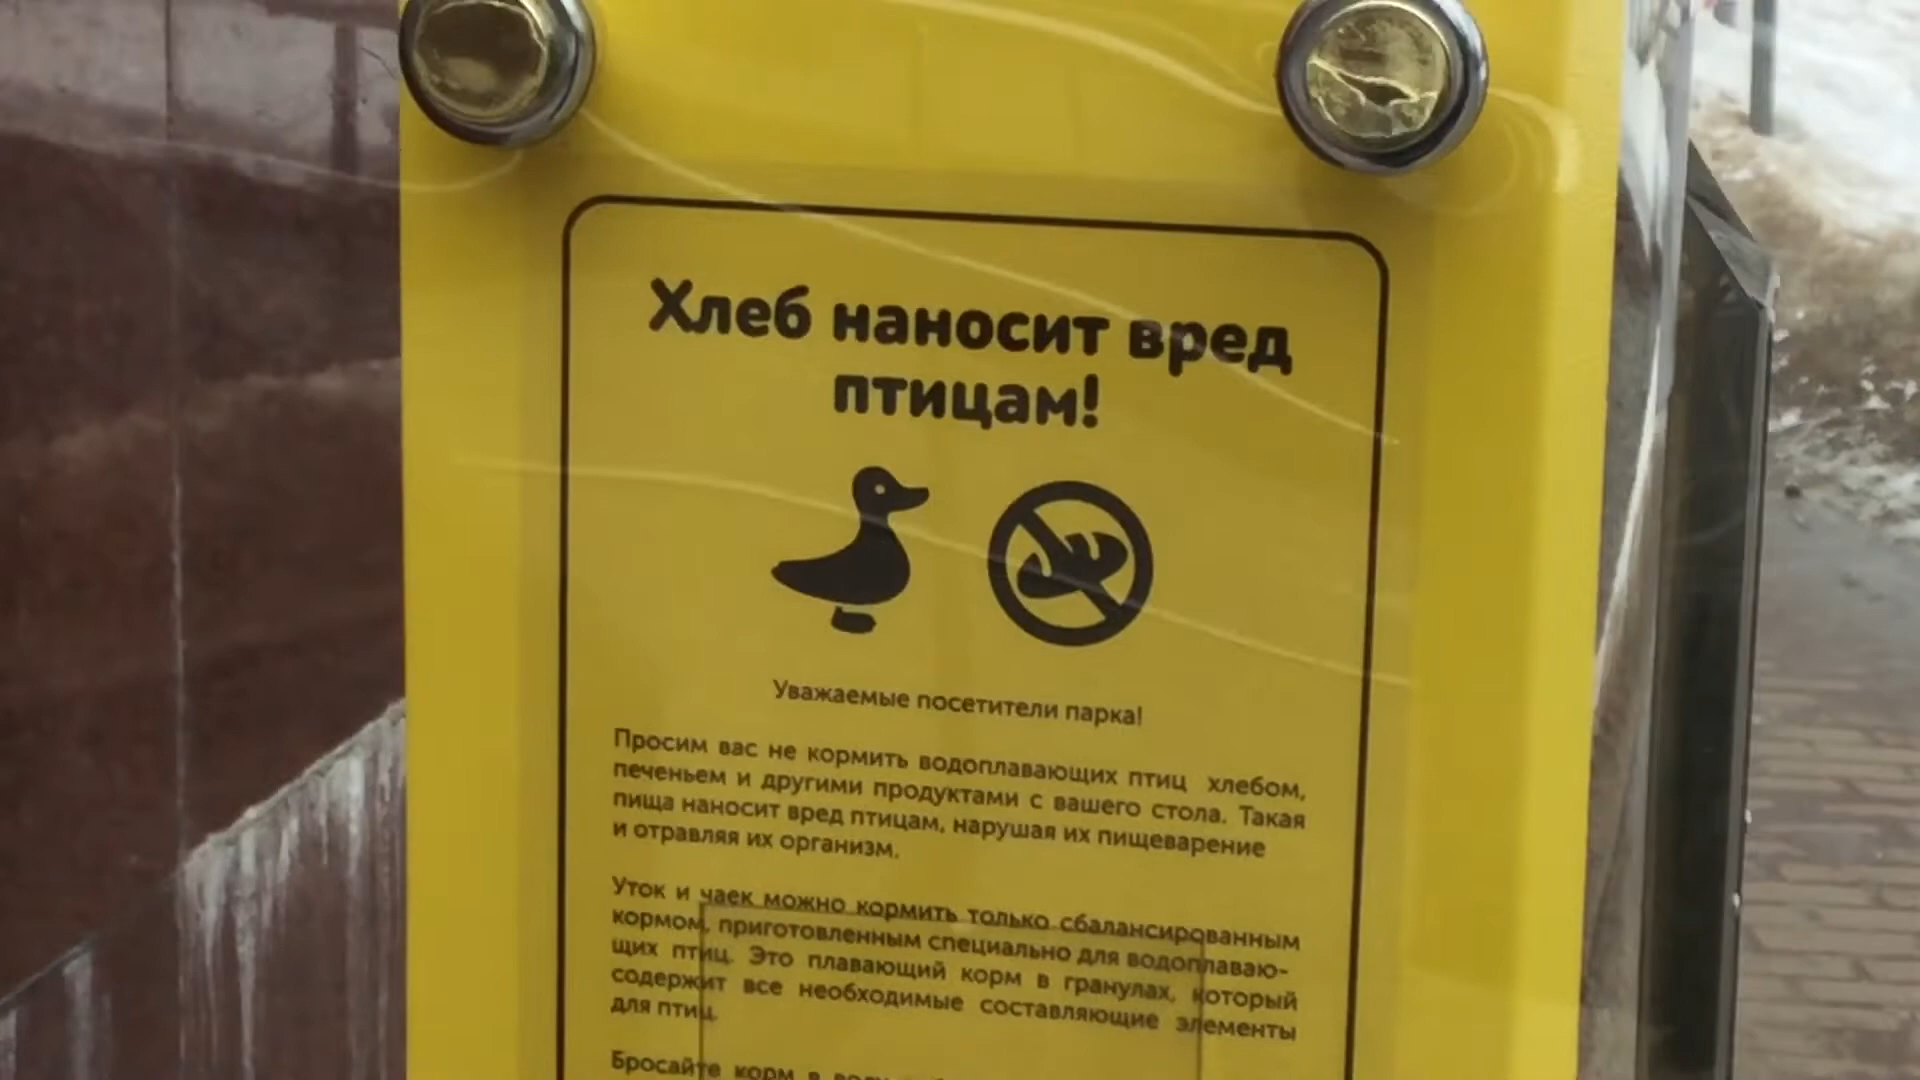 Хлеб наносит вред
птицам!
Уважаемые посетители парка!
Просим вас не кормить водоплавающих птиц хлебом,
печеньем и другими продуктами с вашего стола. Такая
пища наносит вред птицам, нарушая их пищеварение
и отравляя их организм.
Уток и чаек можно кормить только сбалансированным
кормом, приготовленным специально для водоплаваю-
щих птиц. Это плавающий корм в гранулах, который
содержит все необходимые составляющие элементы
для птиц.
Бросайте корм в воду